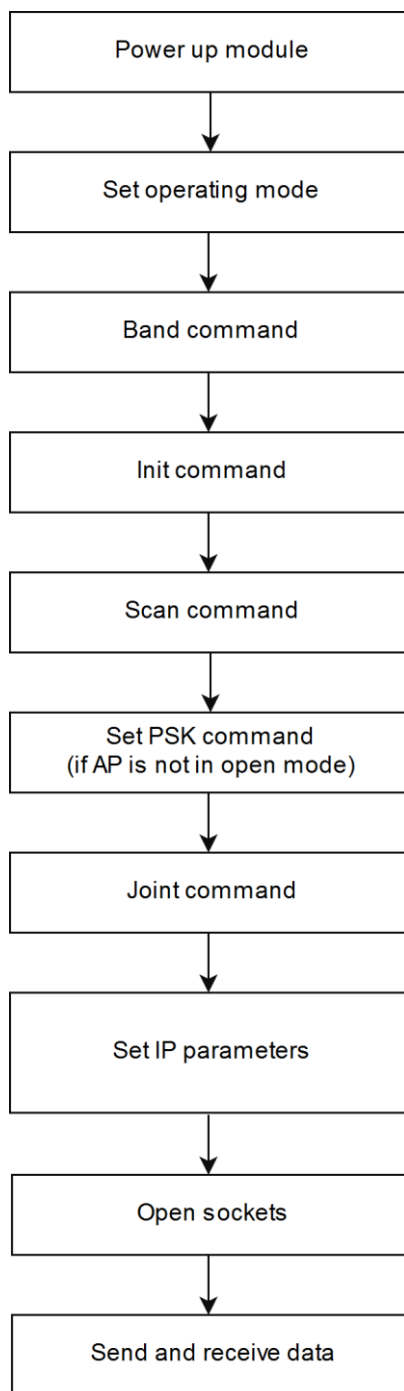 Power up module
Set operating mode
Band command
Init command
Scan command
Set PSK command
(if AP is not in open mode)
Joint command
Set IP parameters
Open sockets
Send and receive data